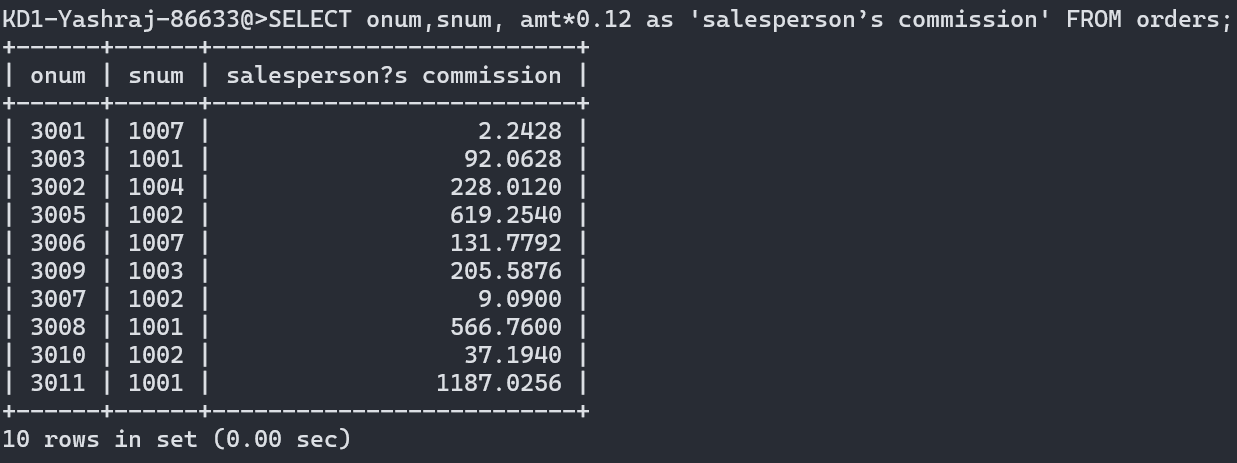 KD1-Yashraj-86633@>SELECT onum,snum, amt*0.12 as 'salesperson’s commission' FROM orders;
+------+------+--------------------------+
| onum | snum | salesperson?s commission |
+------+------+--------------------------+
| 3001 | 1007 |                   2.2428 |
| 3003 | 1001 |                  92.0628 |
| 3002 | 1004 |                 228.0120 |
| 3005 | 1002 |                 619.2540 |
| 3006 | 1007 |                 131.7792 |
| 3009 | 1003 |                 205.5876 |
| 3007 | 1002 |                   9.0900 |
| 3008 | 1001 |                 566.7600 |
| 3010 | 1002 |                  37.1940 |
| 3011 | 1001 |                1187.0256 |
+------+------+--------------------------+
10 rows in set (0.00 sec)